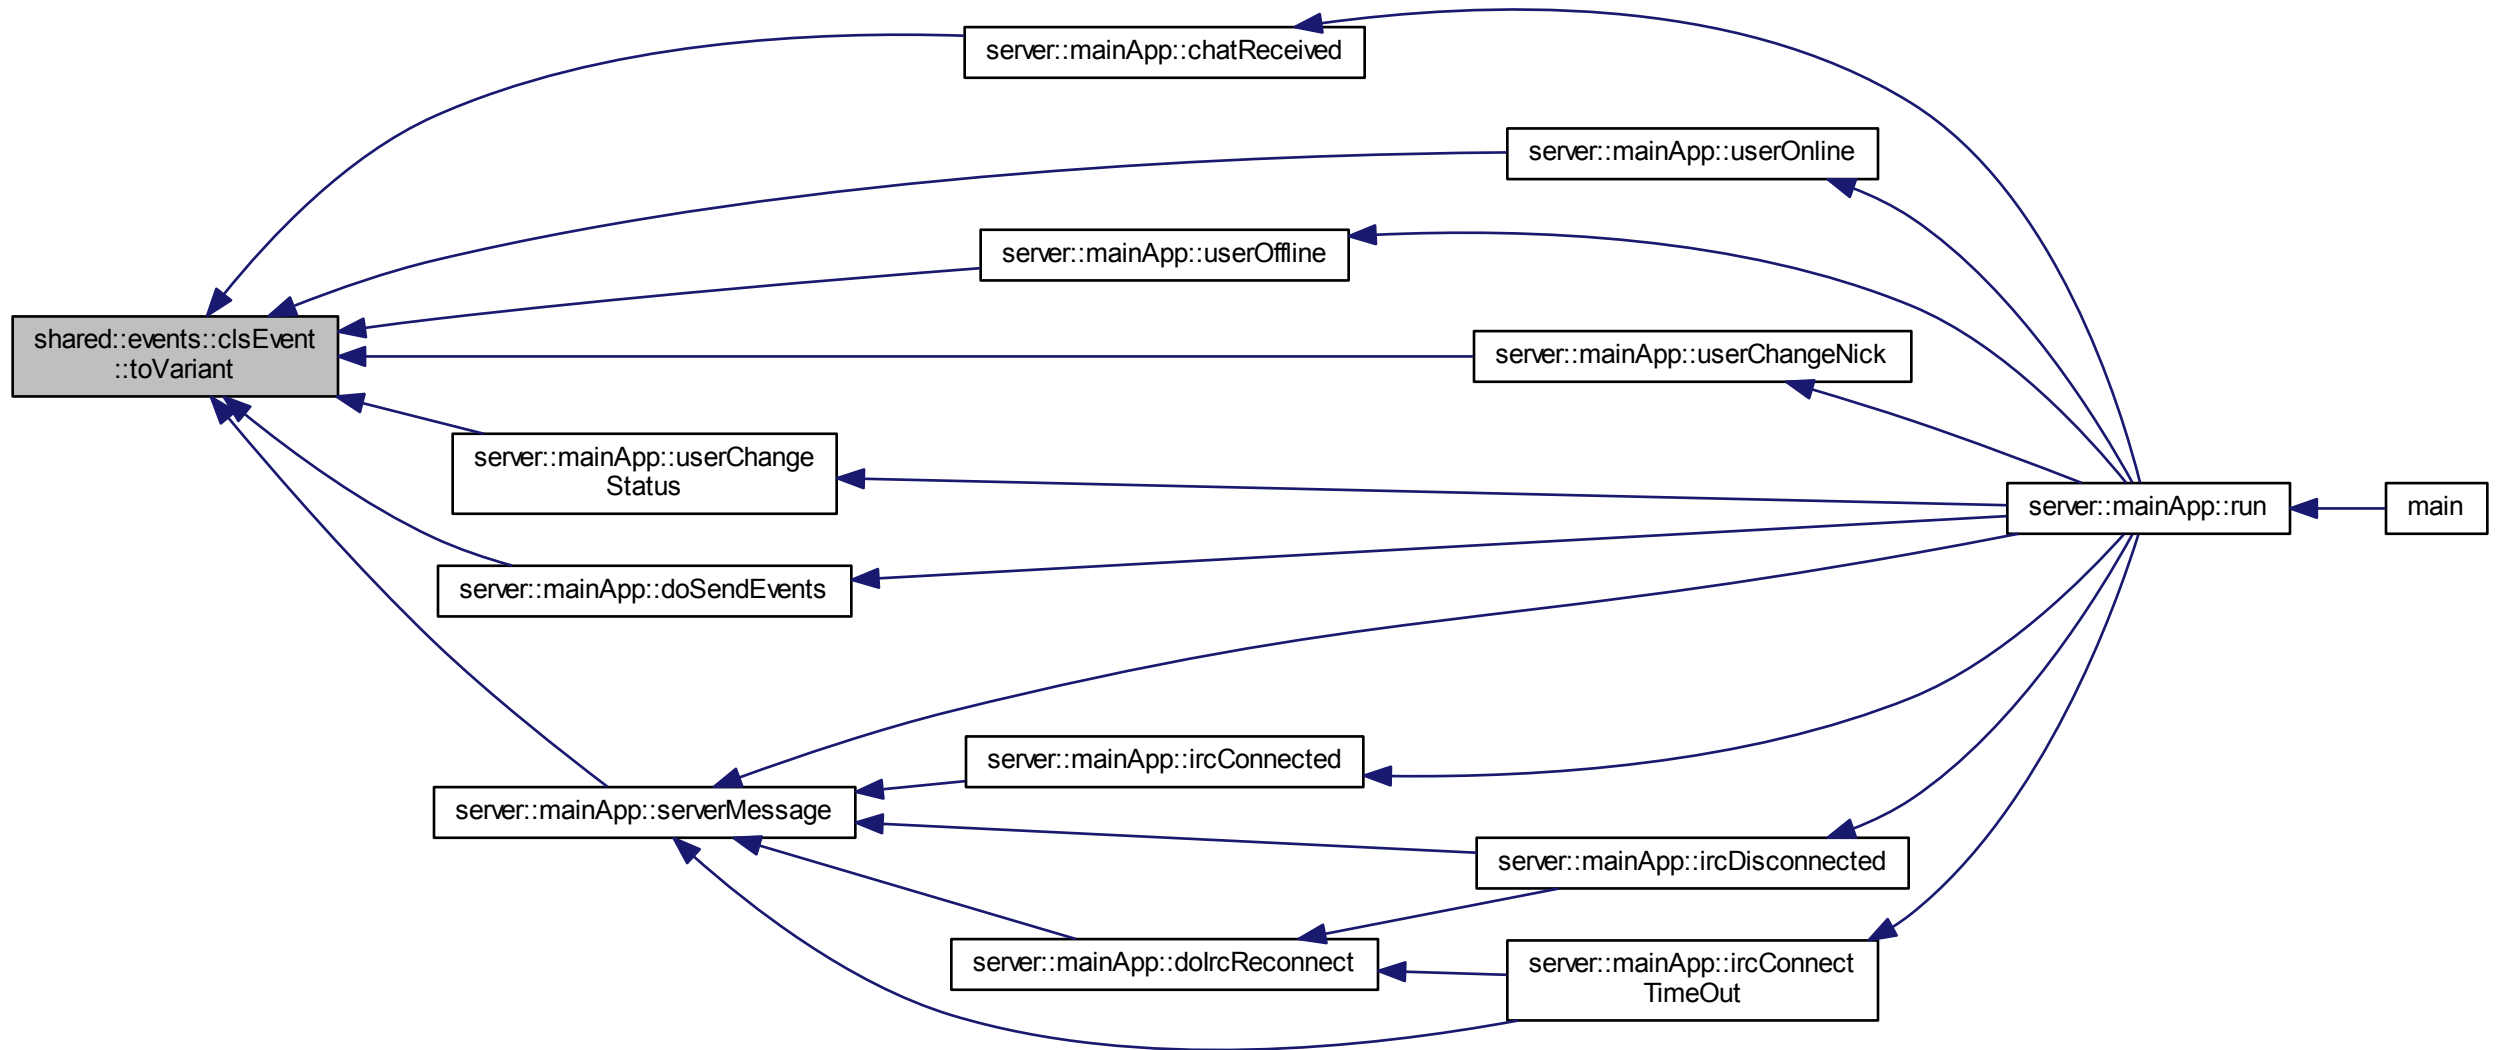 server::mainApp::chatReceived
server::mainApp::userOnline
server::mainApp::userOffline
shared::events::clsEvent
::toVariant
server::mainApp::userChangeNick
server::mainApp::userChange
Status
server::mainApp::run
main
server::mainApp::doSendEvents
server::mainApp::ircConnected
server::mainApp::serverMessage
server::mainApp::ircDisconnected
server::mainApp::doIrcReconnect
server::mainApp::ircConnect
TimeOut